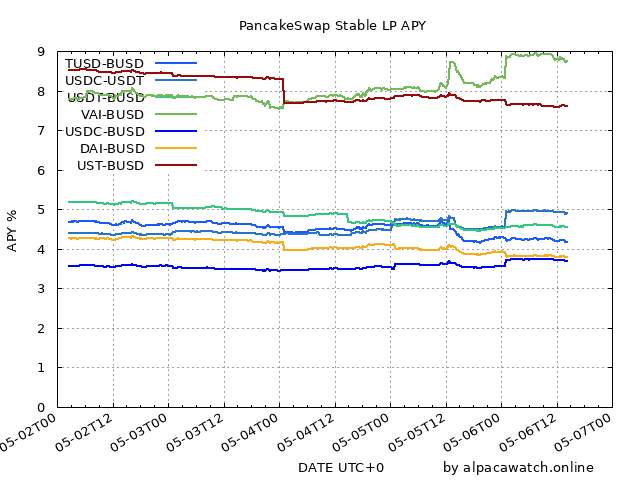 PancakeSwap Stable LP APY
9
8
7
6
5
4
3
2
1
0
APY %
TUSD-BUSD
USDC-USDT
USDT-BUSD
VAI-BUSD
USDC-BUSD
DAI-BUSD
UST-BUSD
05-02T00
05-02T12
05-03T00
05-03T12
05-04T00
05-04T12
05-05T00
05-05T12
05-06T00
05-06T12
05-07T00
DATE UTC+0
by alpacawatch.online